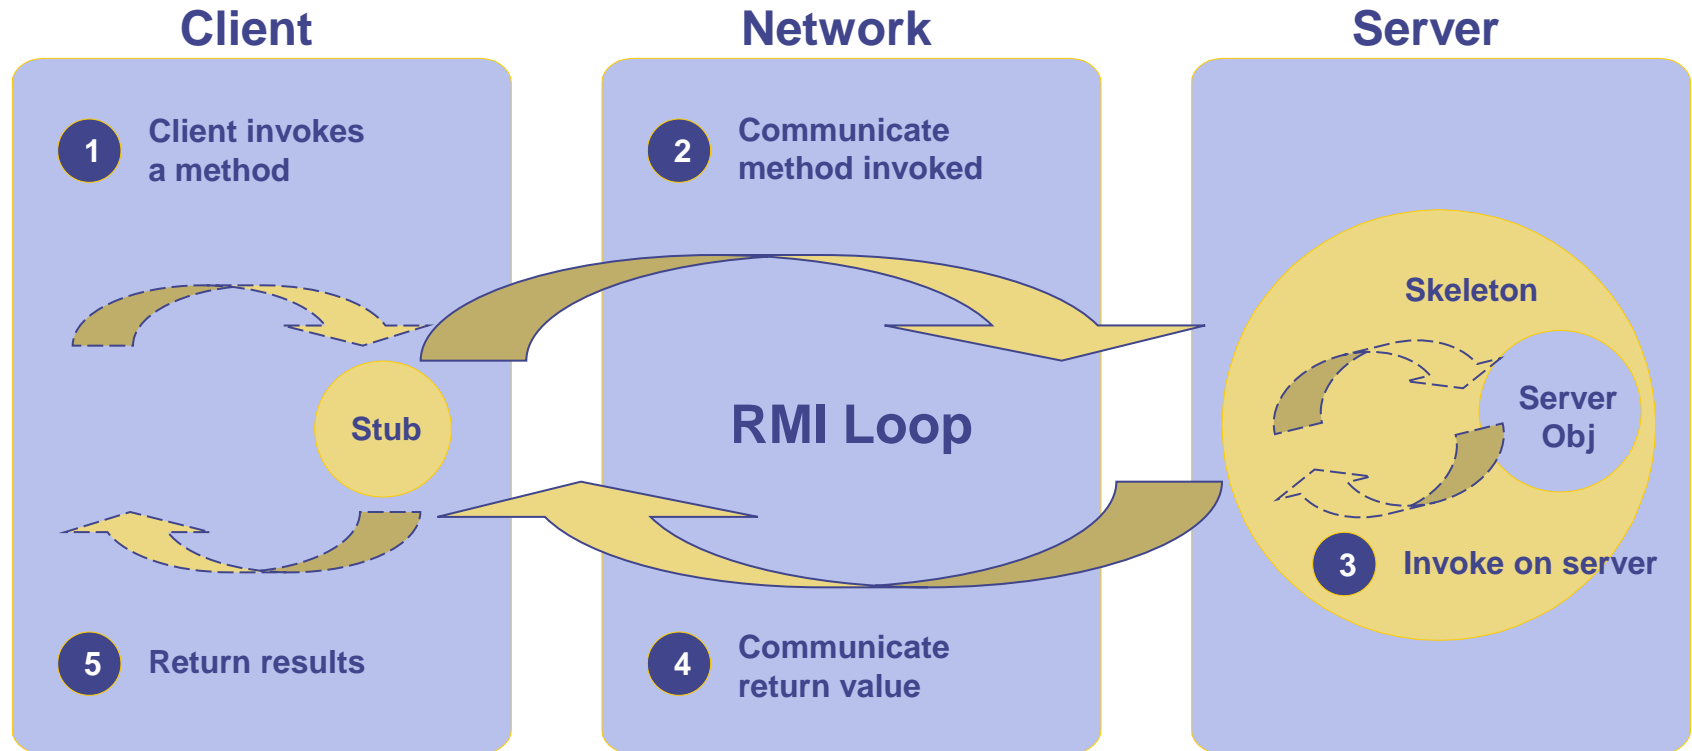 Client
Network
Server
1
Client invokes
a method
2
Communicate
method invoked
Skeleton
Stub
RMI Loop
Server
Obj
3
Invoke on server
5
Return results
4
Communicate
return value